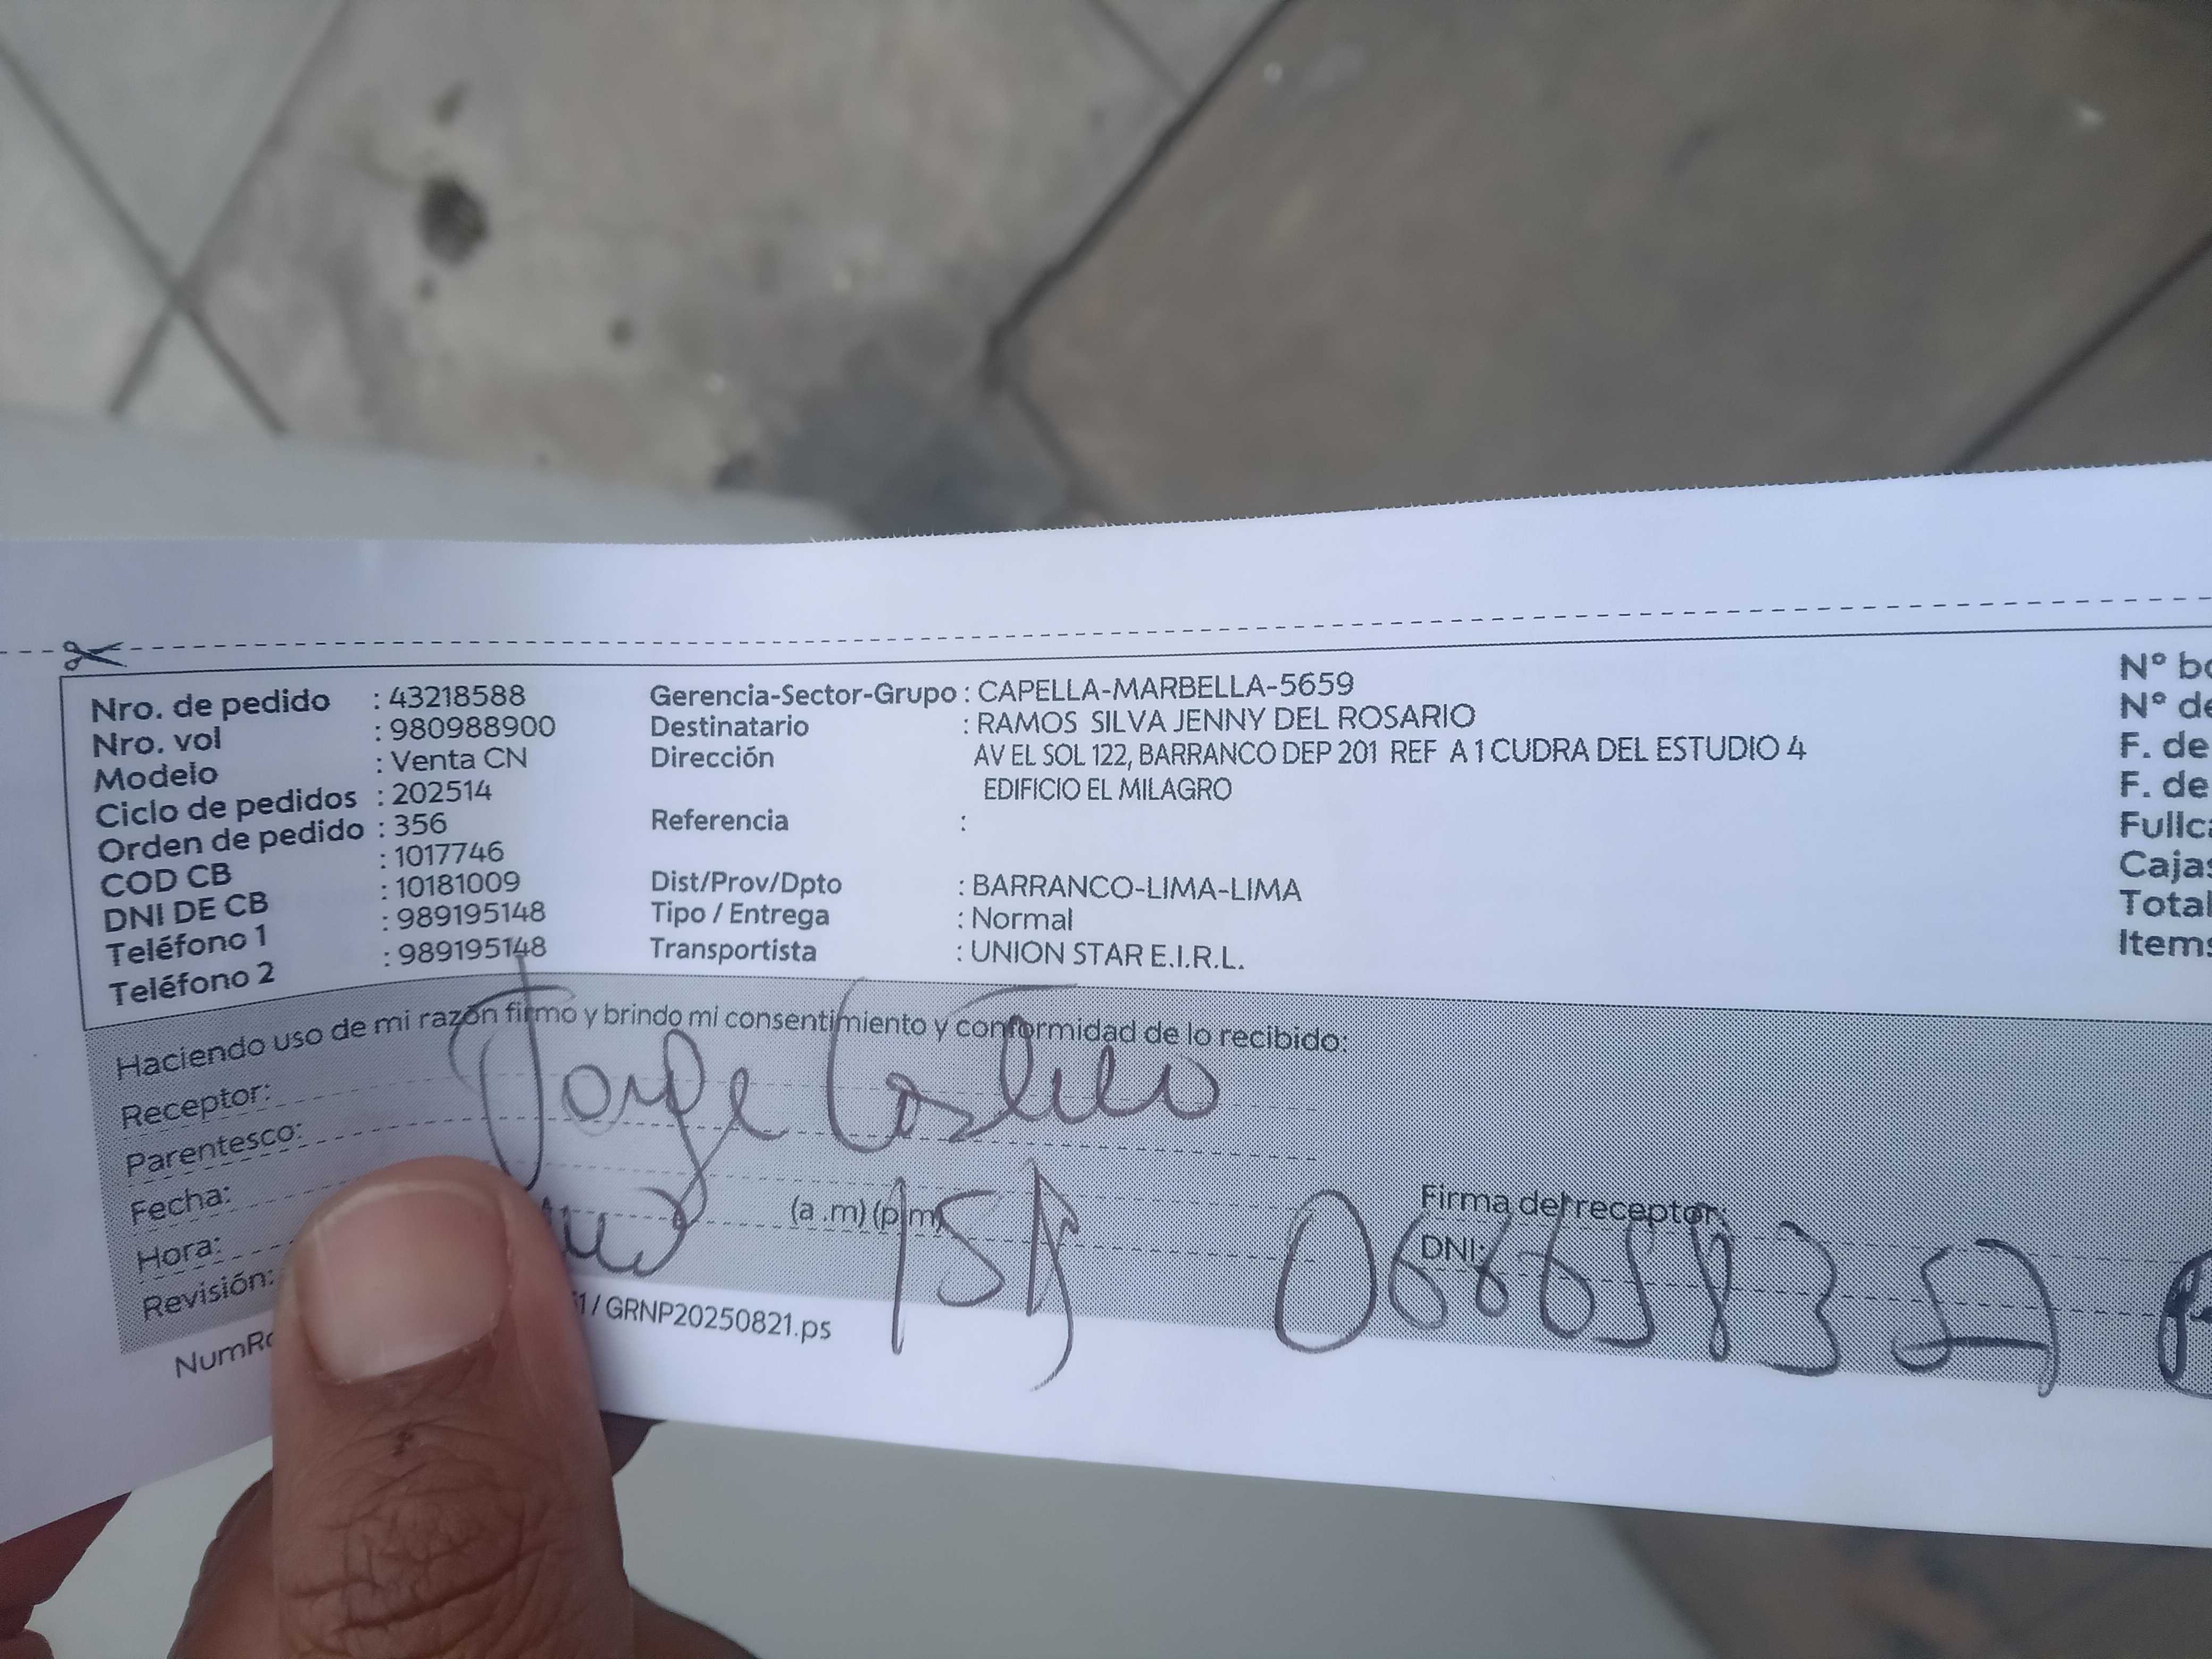 Nro. de pedido : 43218588
Nro. vol : 980988900
Modelo : Venta CN
Ciclo de pedidos : 202514
Orden de pedido : 356
COD CB : 1017746
DNI DE CB : 10181009
Teléfono 1 : 989195148
Teléfono 2 : 989195148
Gerencia-Sector-Grupo : CAPELLA-MARBELLA-5659
Destinatario : RAMOS SILVA JENNY DEL ROSARIO
Dirección AV EL SOL 122, BARRANCO DEP 201 REF A 1 CUDRA DEL ESTUDIO 4
EDIFICIO EL MILAGRO
Referencia :
Dist/Prov/Dpto : BARRANCO-LIMA-LIMA
Tipo / Entrega : Normal
Transportista : UNION STAR E.I.R.L.
N°
N° de
F. de
F. de
Total
Items
Haciendo uso de mi razón firmo y brindo mi consentimiento y conformidad de lo recibido:
Receptor: Jorge
Parentesco:
Fecha:
Hora: (a .m) (p.m)
Revisión:
Firma del receptor:
DNI:
/ GRNP20250821.ps